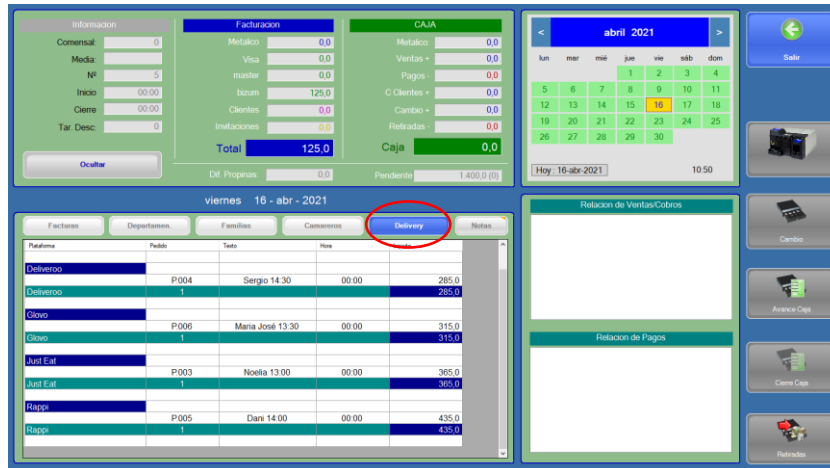 Informacion
Comensal: 0
Media:
Nº 5
Inicio 00:00
Cierre 00:00
Tar. Desc: 0
Ocultar
Facturacion
Metalico 0,0
Visa 0,0
master 0,0
bizum 125,0
Clientes 0,0
Invitaciones 0,0
Total 125,0
Dif. Propinas: 0,0
CAJA
Metalico: 0,0
Ventas + 0,0
Pagos - 0,0
C Clientes + 0,0
Cambio + 0,0
Retiradas - 0,0
Caja 0,0
Pendiente 1.400,0 (0)
< abril 2021 >
lun mar mié jue vie sáb dom
1 2 3 4
5 6 7 8 9 10 11
12 13 14 15 16 17 18
19 20 21 22 23 24 25
26 27 28 29 30
Hoy : 16-abr-2021 10:50
Salir
Cambio
Avance Caja
Cierre Caja
Retiradas
viernes 16 - abr - 2021
Facturas Departamen. Familias Camareros Delivery Notas
Plataforma Pedido Texto Hora
Deliveroo
P.004 Sergio 14:30 00:00 285,0
Deliveroo 1 285,0
Glovo
P.006 Maria José 13:30 00:00 315,0
Glovo 1 315,0
Just Eat
P.003 Noelia 13:00 00:00 365,0
Just Eat 1 365,0
Rappi
P.005 Dani 14:00 00:00 435,0
Rappi 1 435,0
Relacion de Ventas/Cobros
Relacion de Pagos